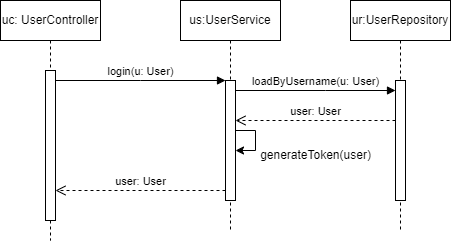 uc: UserController
us:UserService
ur:UserRepository
login(u: User)
loadByUsername(u: User)
user: User
generateToken(user)
user: User